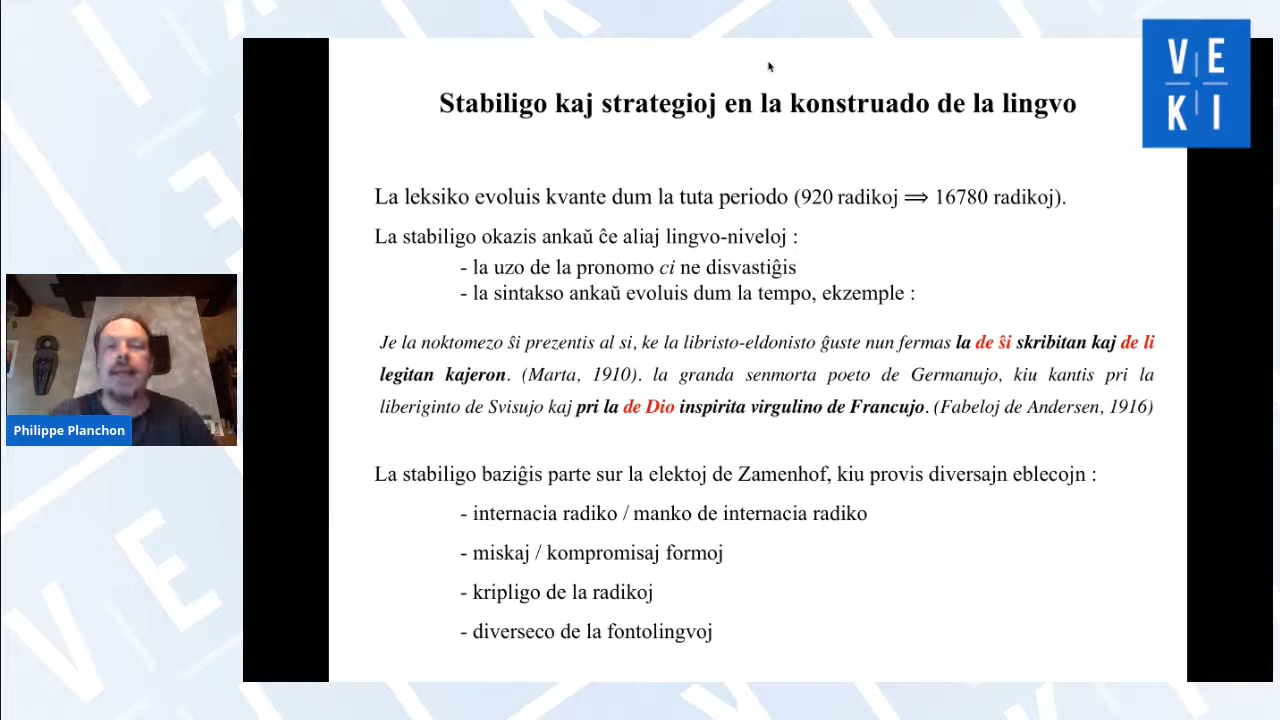 VE
KI
Stabiligo kaj strategioj en la konstruado de la lingvo
La leksiko evoluis kvante dum la tuta periodo (920 radikoj ⟹ 16780 radikoj).
La stabiligo okazis ankaŭ ĉe aliaj lingvo-niveloj :
- la uzo de la pronomo ci ne disvastiĝis
- la sintakso ankaŭ evoluis dum la tempo, ekzemple :
Je la noktomezo ŝi prezentis al si, ke la libristo-eldonisto ĝuste nun fermas la de ŝi skribitan kaj de li
legitan kajeron. (Marta, 1910). la granda senmorta poeto de Germanujo, kiu kantis pri la
liberiginto de Svisujo kaj pri la de Dio inspirita virgulino de Francujo. (Fabeloj de Andersen, 1916)
La stabiligo baziĝis parte sur la elektoj de Zamenhof, kiu provis diversajn eblecojn :
- internacia radiko / manko de internacia radiko
- miskaj / kompromisaj formoj
- kripligo de la radikoj
- diverseco de la fontolingvoj
Philippe Planchon